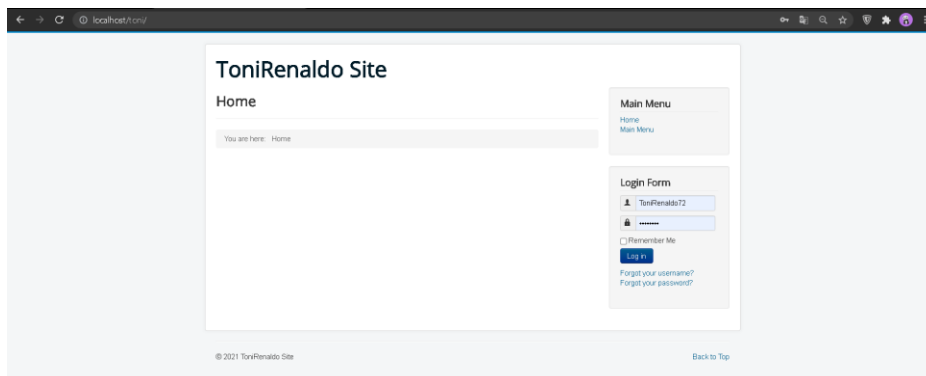 localhost/toni/
ToniRenaldo Site
Home
You are here: Home
Main Menu
Home
Main Menu
Login Form
ToniRenaldo72
••••••••
Remember Me
Log in
Forgot your username?
Forgot your password?
© 2021 ToniRenaldo Site
Back to Top